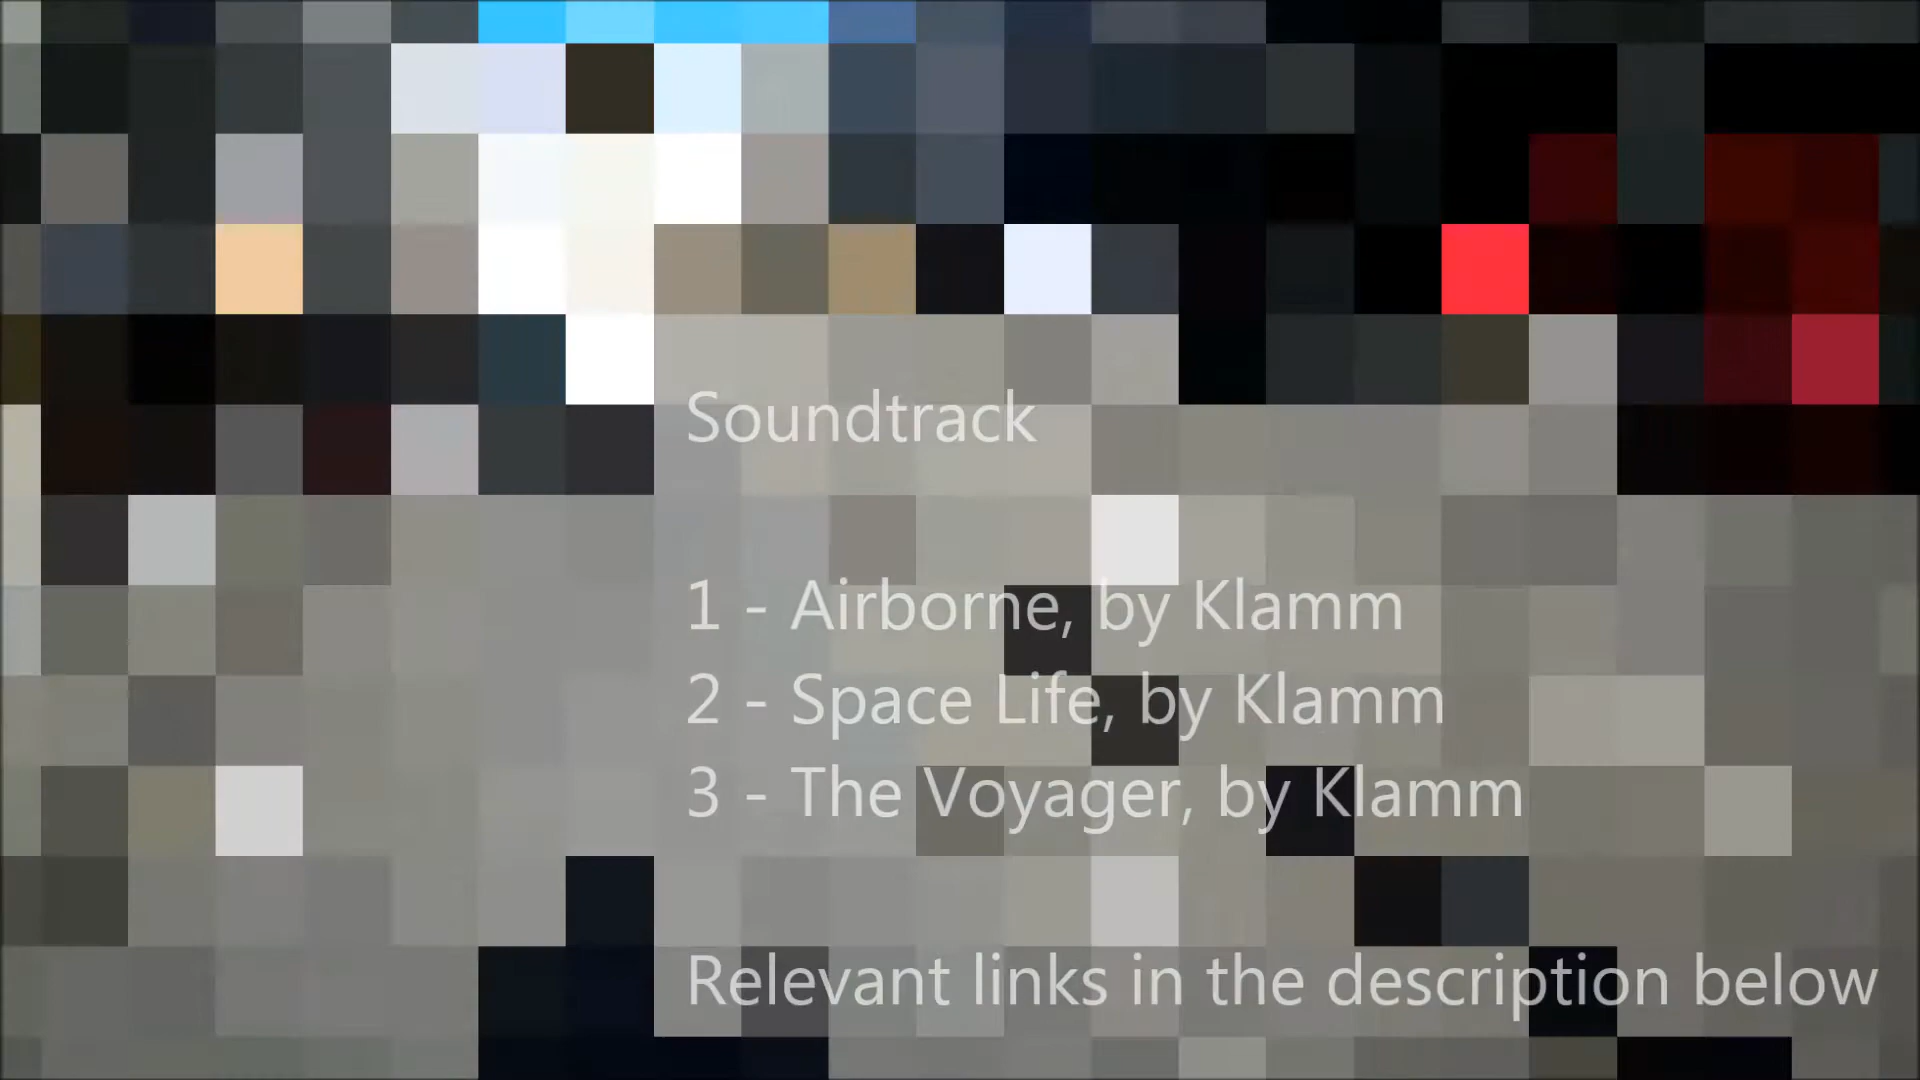 Soundtrack
1 - Airborne, by Klamm
2 - Space Life, by Klamm
3 - The Voyager, by Klamm
Relevant links in the description below